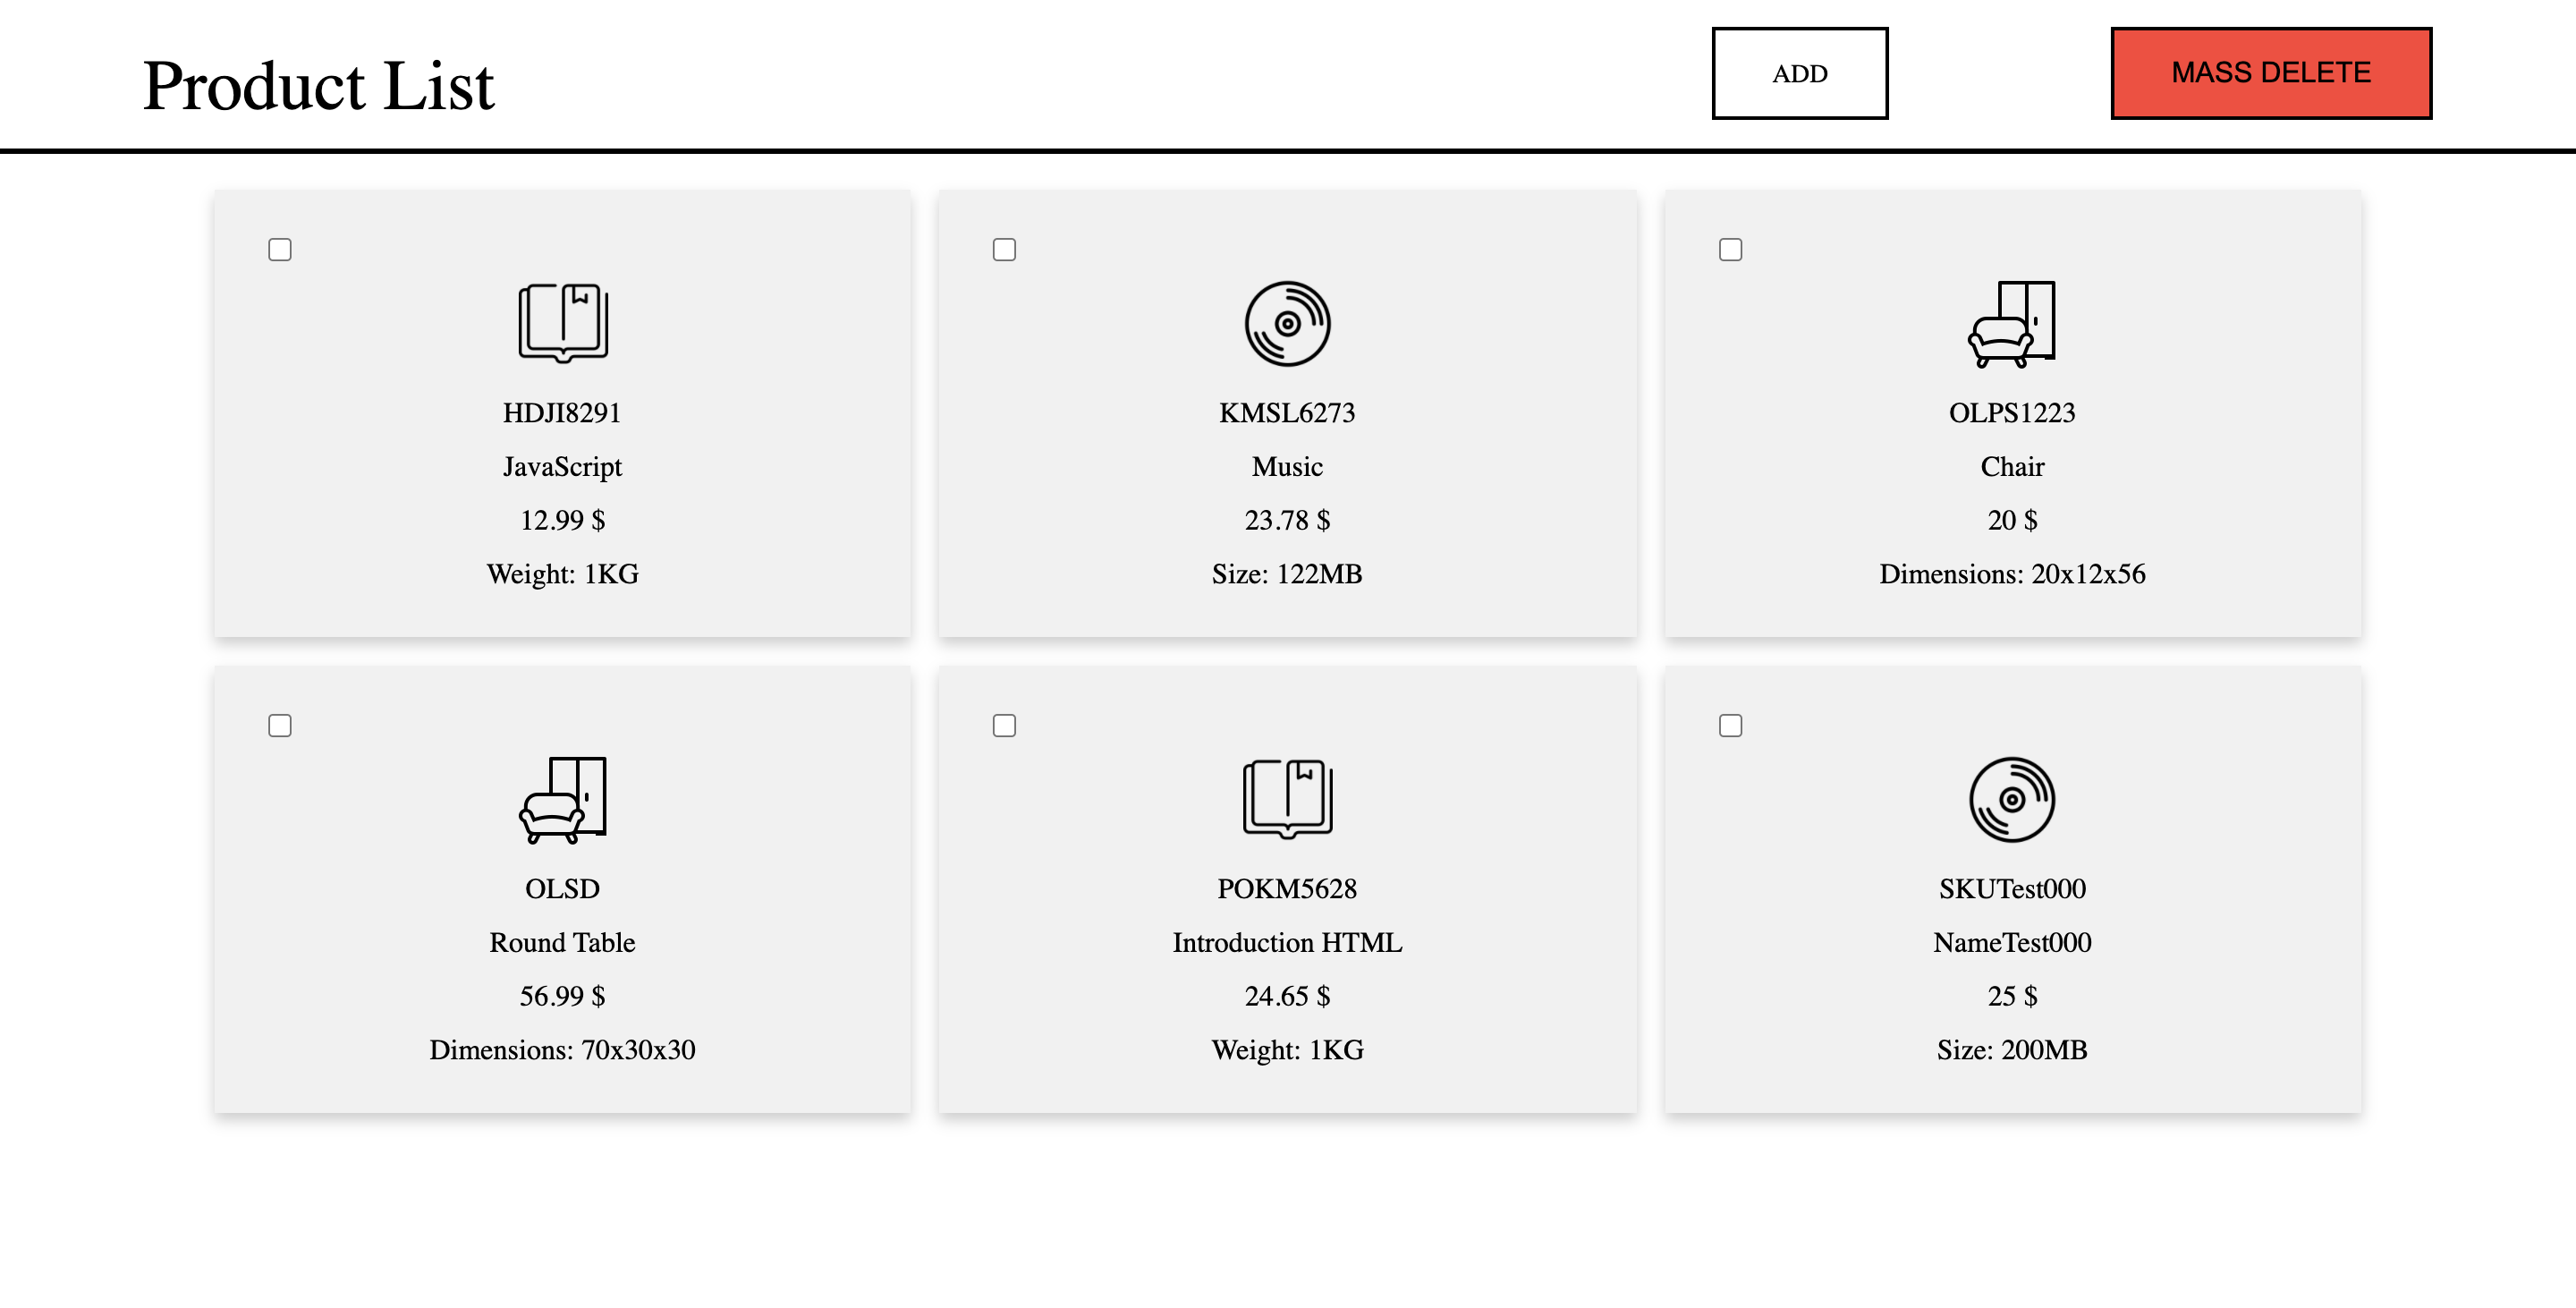 Product List
ADD
MASS DELETE
HDJI8291
JavaScript
12.99 $
Weight: 1KG
KMSL6273
Music
23.78 $
Size: 122MB
OLPS1223
Chair
20 $
Dimensions: 20x12x56
OLSD
Round Table
56.99 $
Dimensions: 70x30x30
POKM5628
Introduction HTML
24.65 $
Weight: 1KG
SKUTest000
NameTest000
25 $
Size: 200MB